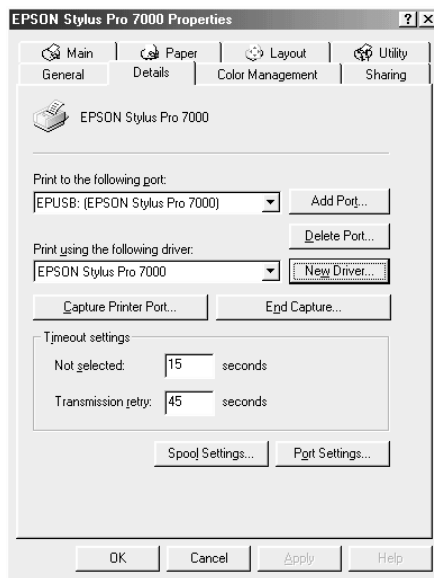 EPSON Stylus Pro 7000 Properties
Main Paper Layout Utility
General Details Color Management Sharing
EPSON Stylus Pro 7000
Print to the following port:
EPUSB: (EPSON Stylus Pro 7000) Add Port...
Delete Port...
Print using the following driver:
EPSON Stylus Pro 7000 New Driver...
Capture Printer Port... End Capture...
Timeout settings
Not selected: 15 seconds
Transmission retry: 45 seconds
Spool Settings... Port Settings...
OK Cancel Apply Help